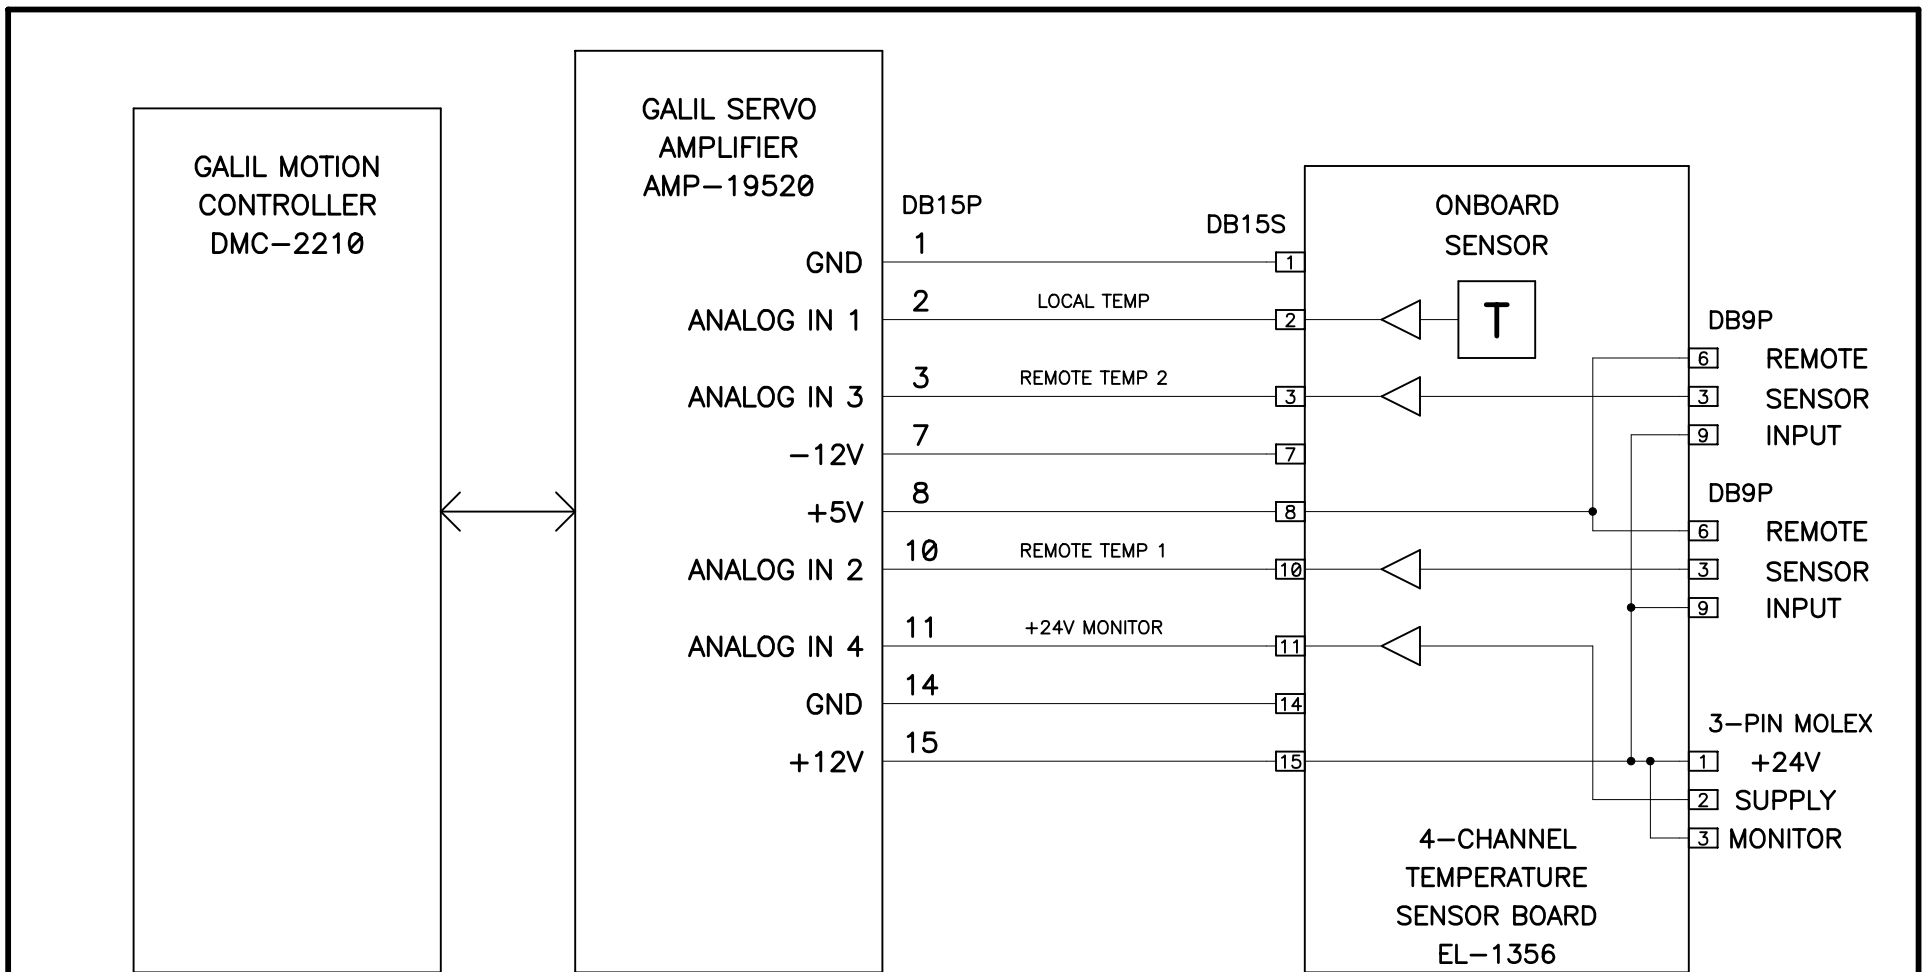 GALIL MOTION
CONTROLLER
DMC-2210
GALIL SERVO
AMPLIFIER
AMP-19520
DB15P
DB15S
GND 1 1
ANALOG IN 1 2 LOCAL TEMP 2
ANALOG IN 3 3 REMOTE TEMP 2 3
-12V 7 7
+5V 8 8
ANALOG IN 2 10 REMOTE TEMP 1 10
ANALOG IN 4 11 +24V MONITOR 11
GND 14 14
+12V 15 15
ONBOARD
SENSOR
T
DB9P
6 REMOTE
3 SENSOR
9 INPUT
DB9P
6 REMOTE
3 SENSOR
9 INPUT
3-PIN MOLEX
1 +24V
2 SUPPLY
3 MONITOR
4-CHANNEL
TEMPERATURE
SENSOR BOARD
EL-1356